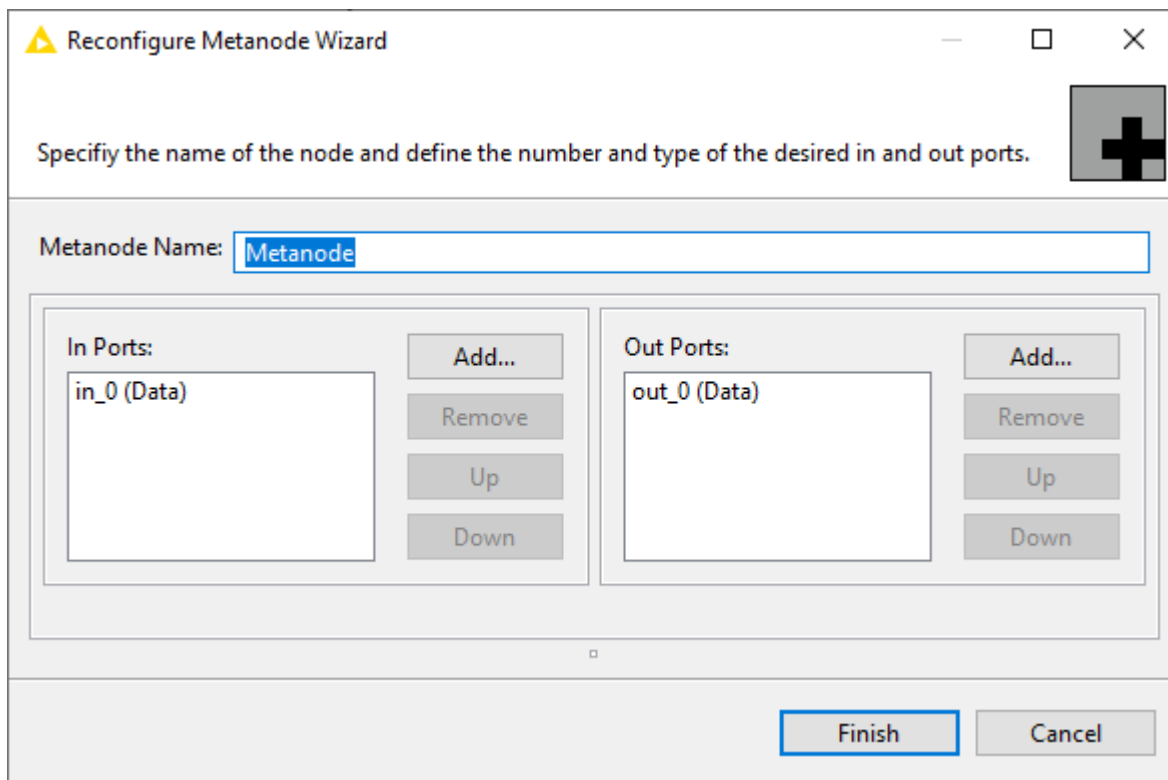 Reconfigure Metanode Wizard
Specifiy the name of the node and define the number and type of the desired in and out ports.
Metanode Name: Metanode
In Ports:
in_0 (Data)
Add...
Remove
Up
Down
Out Ports:
out_0 (Data)
Add...
Remove
Up
Down
Finish
Cancel